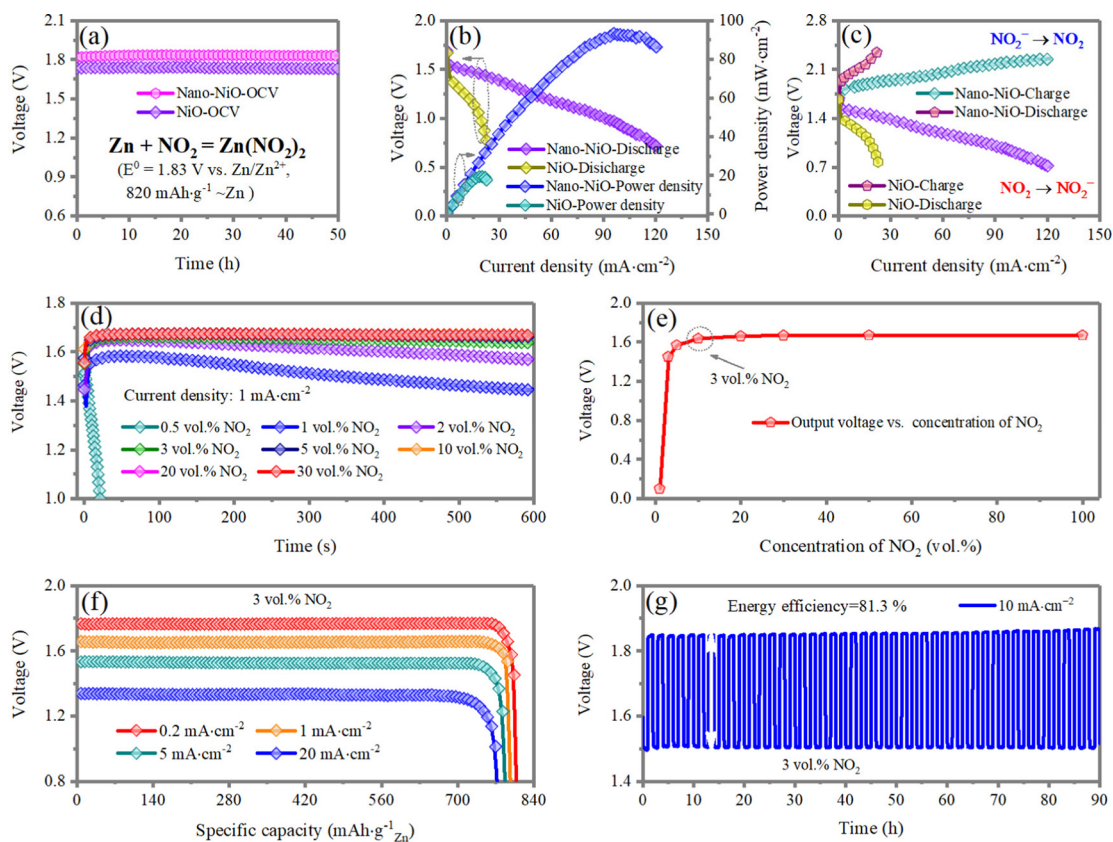 (a)
2.1
1.8
1.5
1.2
0.9
0.6
Voltage (V)
Nano-NiO-OCV
NiO-OCV
Zn + NO₂ = Zn(NO₂)₂
(E⁰ = 1.83 V vs. Zn/Zn²⁺,
820 mAh·g⁻¹ ~Zn )
0 10 20 30 40 50
Time (h)
(b)
2.0
1.5
1.0
0.5
0.0
Voltage (V)
100
80
60
40
20
0
Power density (mW·cm⁻²)
Nano-NiO-Discharge
NiO-Disicharge
Nano-NiO-Power density
NiO-Power density
0 30 60 90 120 150
Current density (mA·cm⁻²)
(c)
2.8
2.1
1.4
0.7
0.0
Voltage (V)
NO₂⁻ → NO₂
Nano-NiO-Charge
Nano-NiO-Discharge
NiO-Charge
NiO-Discharge
NO₂ → NO₂⁻
0 30 60 90 120 150
Current density (mA·cm⁻²)
(d)
1.8
1.6
1.4
1.2
1.0
Voltage (V)
Current density: 1 mA·cm⁻²
0.5 vol.% NO₂ 1 vol.% NO₂ 2 vol.% NO₂
3 vol.% NO₂ 5 vol.% NO₂ 10 vol.% NO₂
20 vol.% NO₂ 30 vol.% NO₂
0 100 200 300 400 500 600
Time (s)
(e)
2.0
1.6
1.2
0.8
0.4
0.0
Voltage (V)
3 vol.% NO₂
Output voltage vs. concentration of NO₂
0 20 40 60 80 100
Concentration of NO₂ (vol.%)
(f)
2.0
1.6
1.2
0.8
Voltage (V)
3 vol.% NO₂
0.2 mA·cm⁻² 1 mA·cm⁻²
5 mA·cm⁻² 20 mA·cm⁻²
0 140 280 420 560 700 840
Specific capacity (mAh·g⁻¹Zn)
(g)
2.0
1.8
1.6
1.4
Voltage (V)
Energy efficiency=81.3 % 10 mA·cm⁻²
3 vol.% NO₂
0 10 20 30 40 50 60 70 80 90
Time (h)